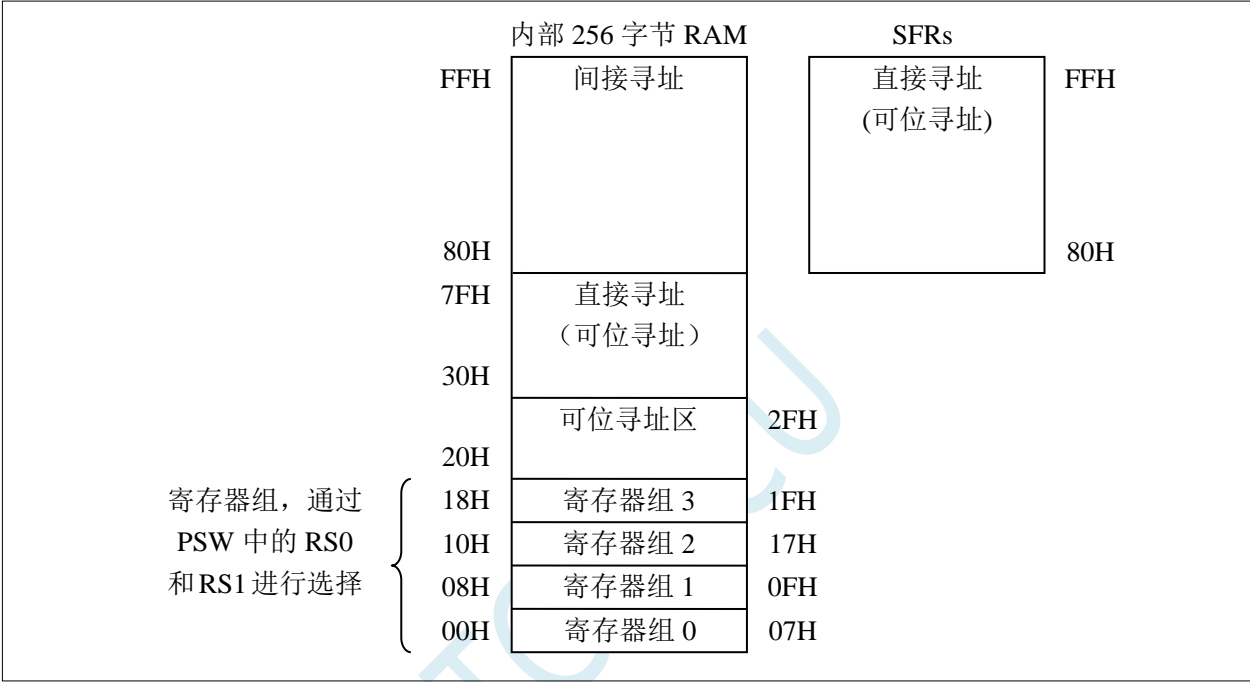 内部 256 字节 RAM
SFRs
FFH
间接寻址
直接寻址
FFH
(可位寻址)
80H
80H
7FH
直接寻址
（可位寻址）
30H
可位寻址区
2FH
20H
寄存器组，通过
PSW 中的 RS0
和RS1进行选择
18H
寄存器组 3
1FH
10H
寄存器组 2
17H
08H
寄存器组 1
0FH
00H
寄存器组 0
07H